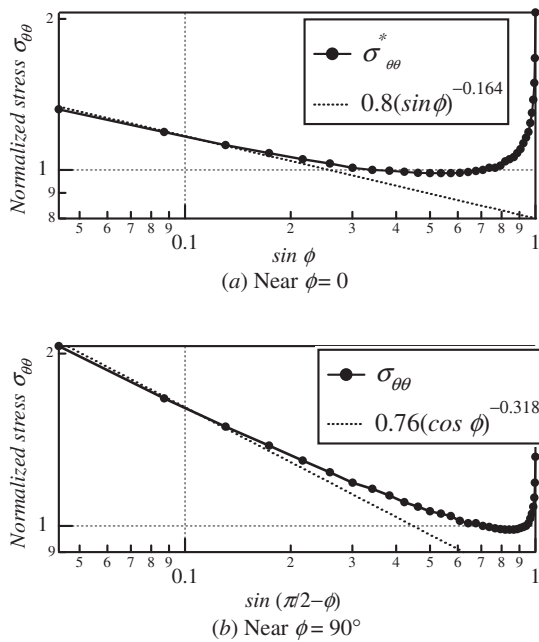 2
Normalized stress σθθ
σ*θθ
0.8(sinϕ)−0.164
1
9
8
5 6 7 8 9 0.1 2 3 4 5 6 7 8 9 1
sin ϕ
(a) Near ϕ= 0
2
Normalized stress σθθ
σθθ
0.76(cos ϕ)−0.318
1
9
5 6 7 8 9 0.1 2 3 4 5 6 7 8 9 1
sin (π/2−ϕ)
(b) Near ϕ = 90°